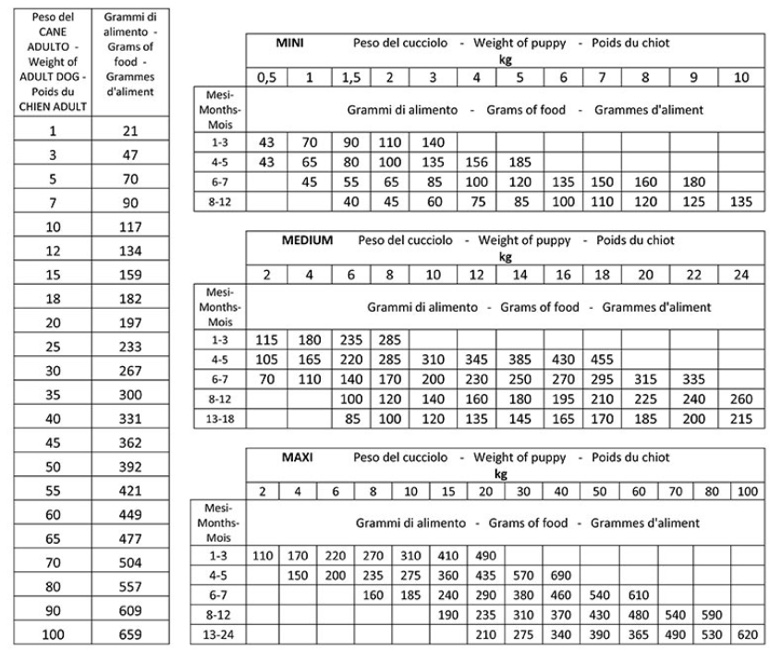 Peso del CANE ADULTO - Weight of ADULT DOG - Poids du CHIEN ADULT | Grammi di alimento - Grams of food - Grammes d'aliment
1 21
3 47
5 70
7 90
10 117
12 134
15 159
18 182
20 197
25 233
30 267
35 300
40 331
45 362
50 392
55 421
60 449
65 477
70 504
80 557
90 609
100 659
MINI Peso del cucciolo - Weight of puppy - Poids du chiot
kg
0,5 1 1,5 2 3 4 5 6 7 8 9 10
Mesi-
Months-
Mois
Grammi di alimento - Grams of food - Grammes d'aliment
1-3 43 70 90 110 140
4-5 43 65 80 100 135 156 185
6-7 45 55 65 85 100 120 135 150 160 180
8-12 40 45 60 75 85 100 110 120 125 135
MEDIUM Peso del cucciolo - Weight of puppy - Poids du chiot
kg
2 4 6 8 10 12 14 16 18 20 22 24
Mesi-
Months-
Mois
Grammi di alimento - Grams of food - Grammes d'aliment
1-3 115 180 235 285
4-5 105 165 220 285 310 345 385 430 455
6-7 70 110 140 170 200 230 250 270 295 315 335
8-12 100 120 140 160 180 195 210 225 240 260
13-18 85 100 120 135 145 165 170 185 200 215
MAXI Peso del cucciolo - Weight of puppy - Poids du chiot
kg
2 4 6 8 10 15 20 30 40 50 60 70 80 100
Mesi-
Months-
Mois
Grammi di alimento - Grams of food - Grammes d'aliment
1-3 110 170 220 270 310 410 490
4-5 150 200 235 275 360 435 570 690
6-7 160 185 240 290 380 460 540 610
8-12 190 235 310 370 430 480 540 590
13-24 210 275 340 390 365 490 530 620